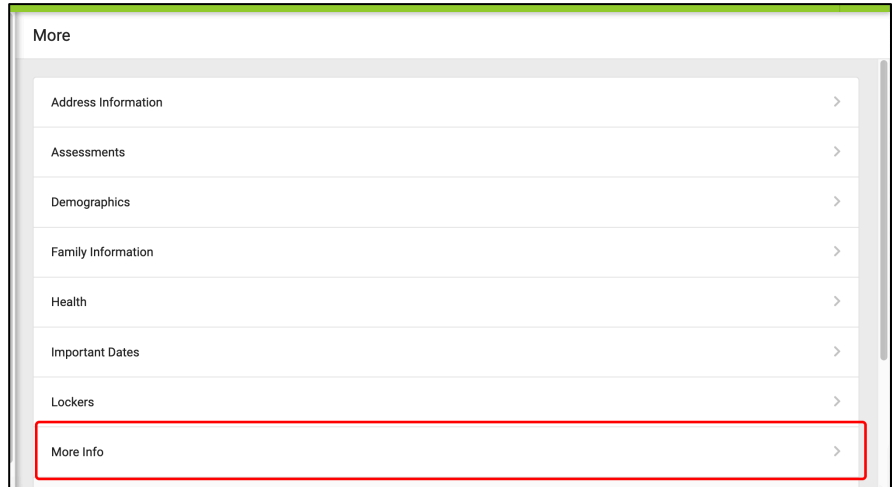 More
Address Information
Assessments
Demographics
Family Information
Health
Important Dates
Lockers
More Info